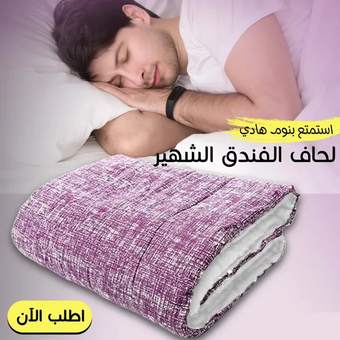 استمتع بنوم هادي
لحاف الفندق الشهير
اطلب الآن